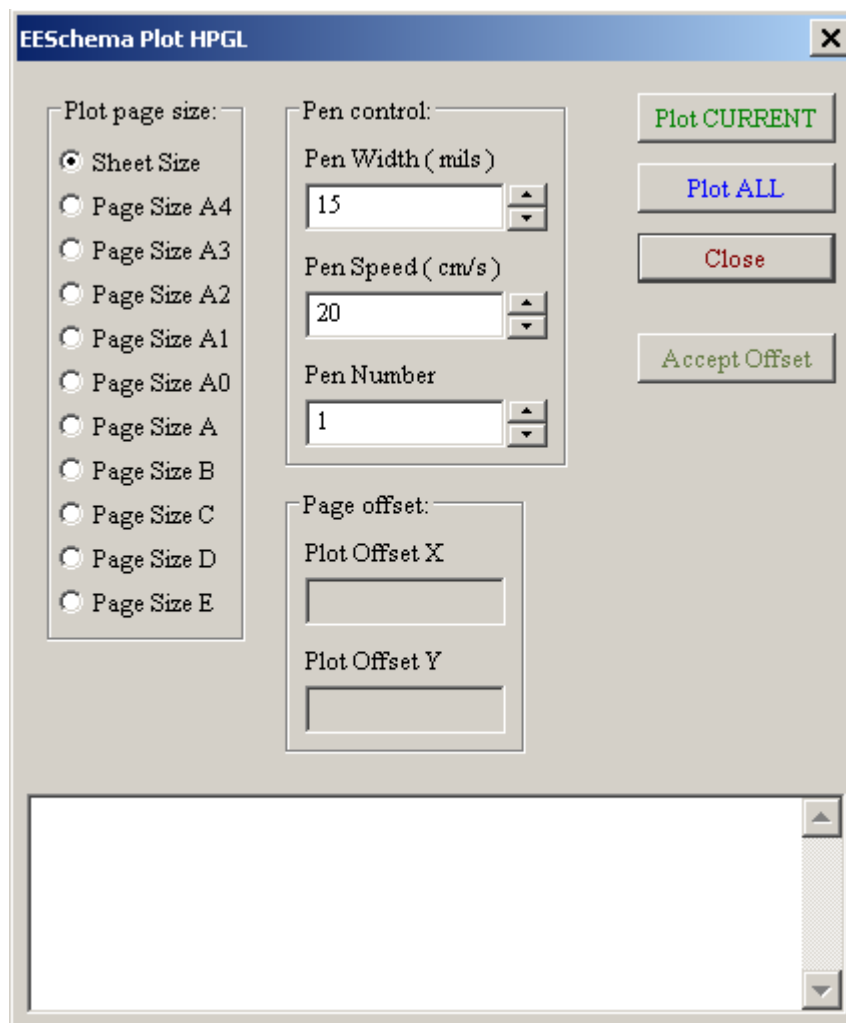 EESchema Plot HPGL
Plot page size:
Sheet Size
Page Size A4
Page Size A3
Page Size A2
Page Size A1
Page Size A0
Page Size A
Page Size B
Page Size C
Page Size D
Page Size E
Pen control:
Pen Width ( mils )
15
Pen Speed ( cm/s )
20
Pen Number
1
Page offset:
Plot Offset X
Plot Offset Y
Plot CURRENT
Plot ALL
Close
Accept Offset